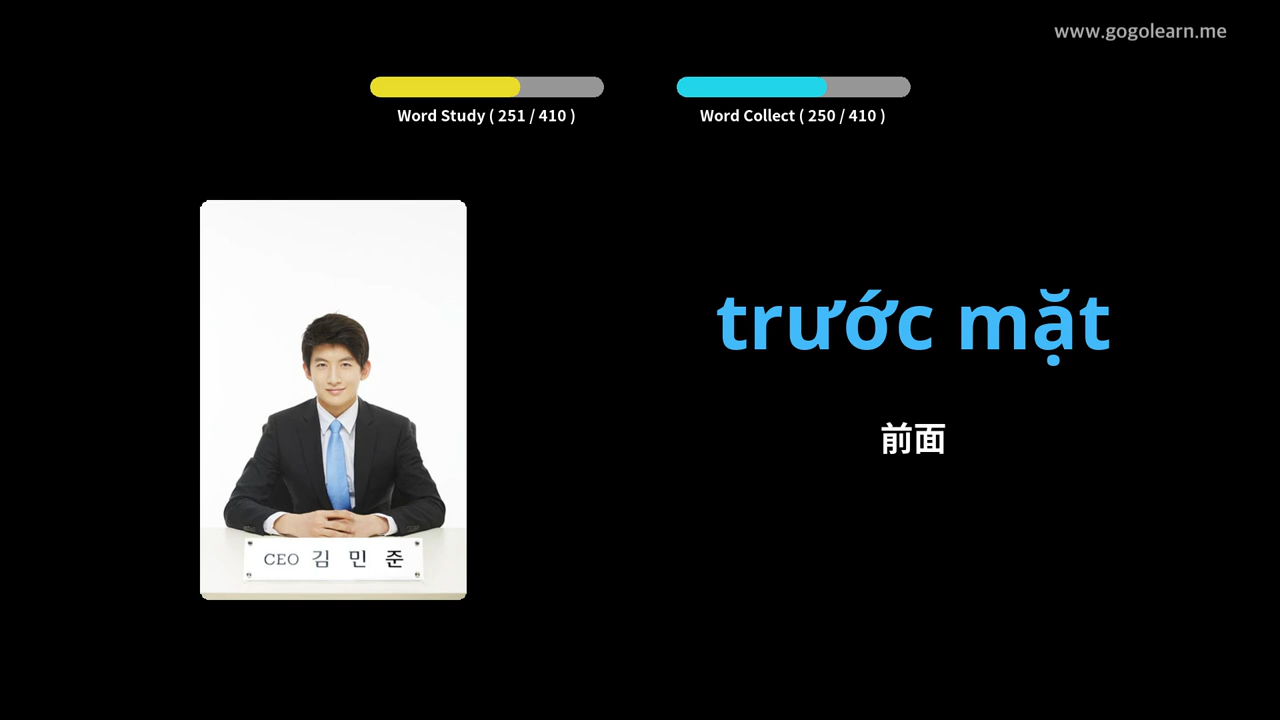 www.gogolearn.me
Word Study ( 251 / 410 )
Word Collect ( 250 / 410 )
trước mặt
前面
CEO 김 민 준